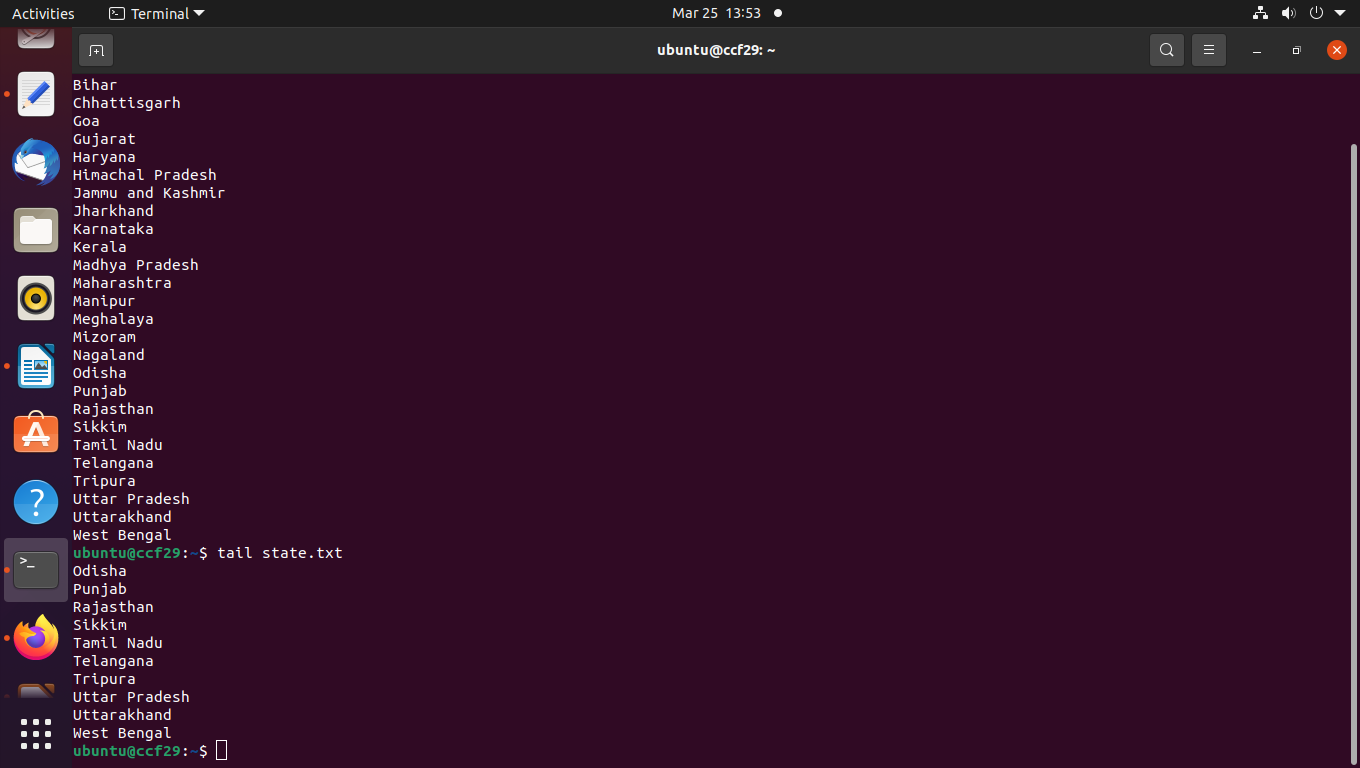 Activities Terminal Mar 25 13:53
ubuntu@ccf29: ~
Bihar
Chhattisgarh
Goa
Gujarat
Haryana
Himachal Pradesh
Jammu and Kashmir
Jharkhand
Karnataka
Kerala
Madhya Pradesh
Maharashtra
Manipur
Meghalaya
Mizoram
Nagaland
Odisha
Punjab
Rajasthan
Sikkim
Tamil Nadu
Telangana
Tripura
Uttar Pradesh
Uttarakhand
West Bengal
ubuntu@ccf29:~$ tail state.txt
Odisha
Punjab
Rajasthan
Sikkim
Tamil Nadu
Telangana
Tripura
Uttar Pradesh
Uttarakhand
West Bengal
ubuntu@ccf29:~$